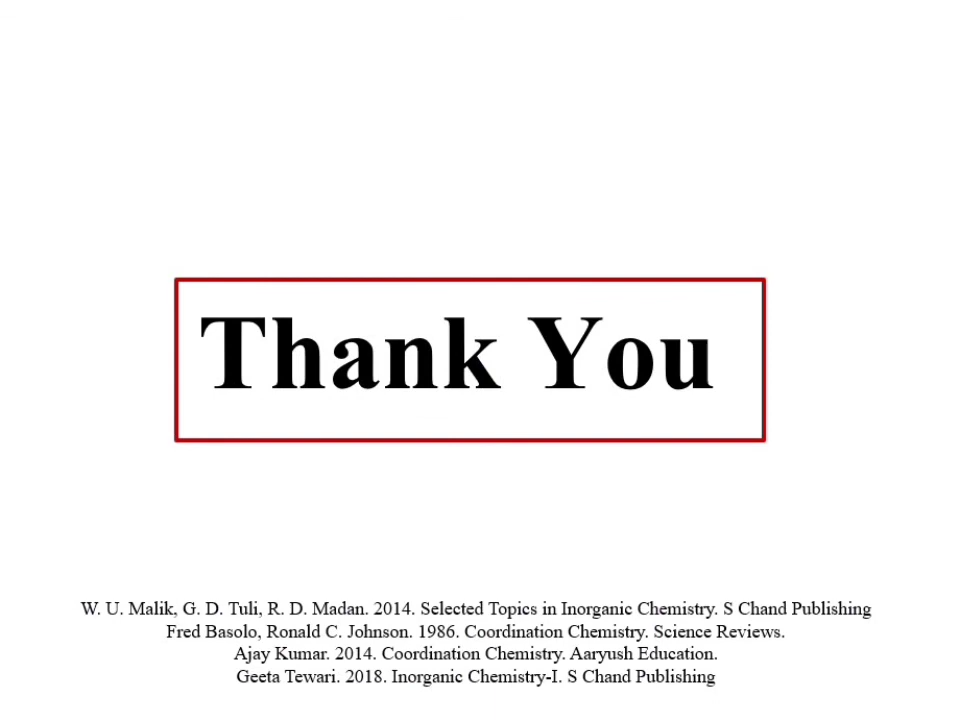 Thank You
W. U. Malik, G. D. Tuli, R. D. Madan. 2014. Selected Topics in Inorganic Chemistry. S Chand Publishing
Fred Basolo, Ronald C. Johnson. 1986. Coordination Chemistry. Science Reviews.
Ajay Kumar. 2014. Coordination Chemistry. Aaryush Education.
Geeta Tewari. 2018. Inorganic Chemistry-I. S Chand Publishing